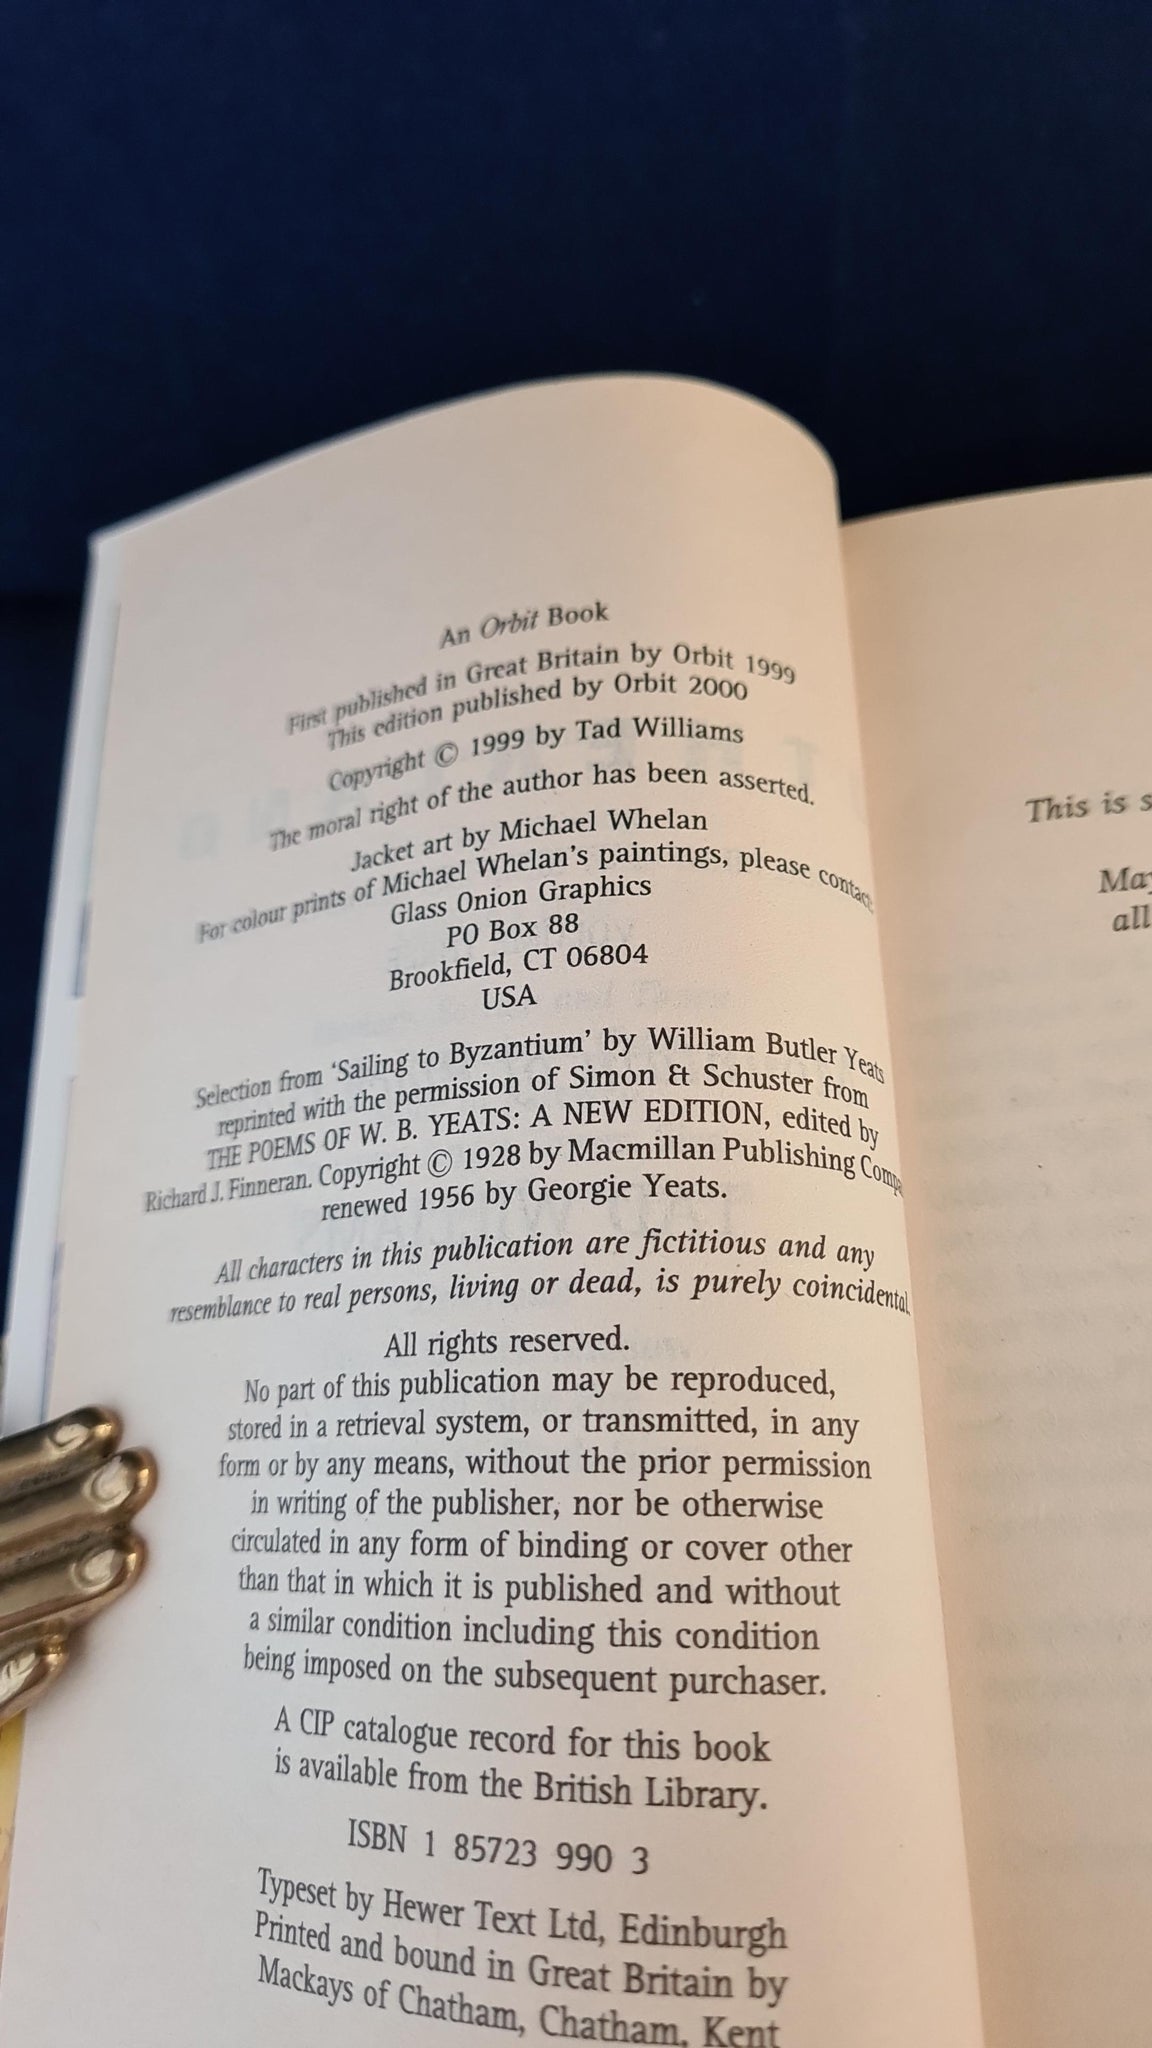 An Orbit Book
First published in Great Britain by Orbit 1999
This edition published by Orbit 2000
Copyright © 1999 by Tad Williams
The moral right of the author has been asserted.
Jacket art by Michael Whelan
For colour prints of Michael Whelan's paintings, please contact
Glass Onion Graphics
PO Box 88
Brookfield, CT 06804
USA
Selection from 'Sailing to Byzantium' by William Butler Yeats
reprinted with the permission of Simon & Schuster from
THE POEMS OF W. B. YEATS: A NEW EDITION, edited by
Richard J. Finneran. Copyright © 1928 by Macmillan Publishing Compa
renewed 1956 by Georgie Yeats.
All characters in this publication are fictitious and any
resemblance to real persons, living or dead, is purely coincidental.
All rights reserved.
No part of this publication may be reproduced,
stored in a retrieval system, or transmitted, in any
form or by any means, without the prior permission
in writing of the publisher, nor be otherwise
circulated in any form of binding or cover other
than that in which it is published and without
a similar condition including this condition
being imposed on the subsequent purchaser.
A CIP catalogue record for this book
is available from the British Library.
ISBN 1 85723 990 3
Typeset by Hewer Text Ltd, Edinburgh
Printed and bound in Great Britain by
Mackays of Chatham, Chatham, Kent
This is s
May
all